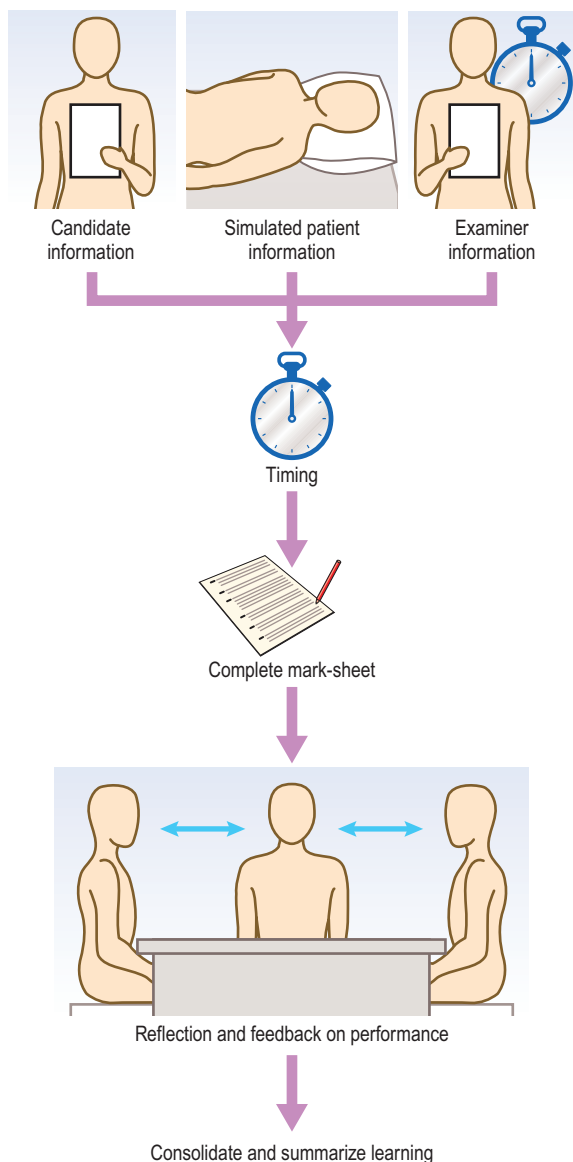 Candidate
information
Simulated patient
information
Examiner
information
Timing
Complete mark-sheet
Reflection and feedback on performance
Consolidate and summarize learning